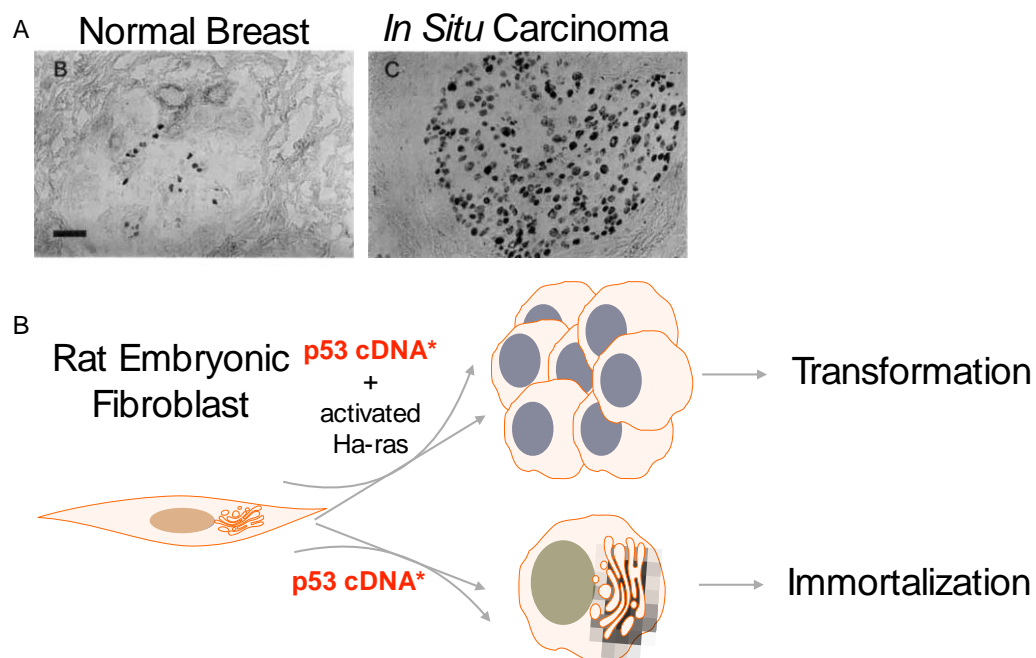 A
Normal Breast
In Situ Carcinoma
B
C
B
Rat Embryonic
Fibroblast
p53 cDNA*
+
activated
Ha-ras
Transformation
p53 cDNA*
Immortalization